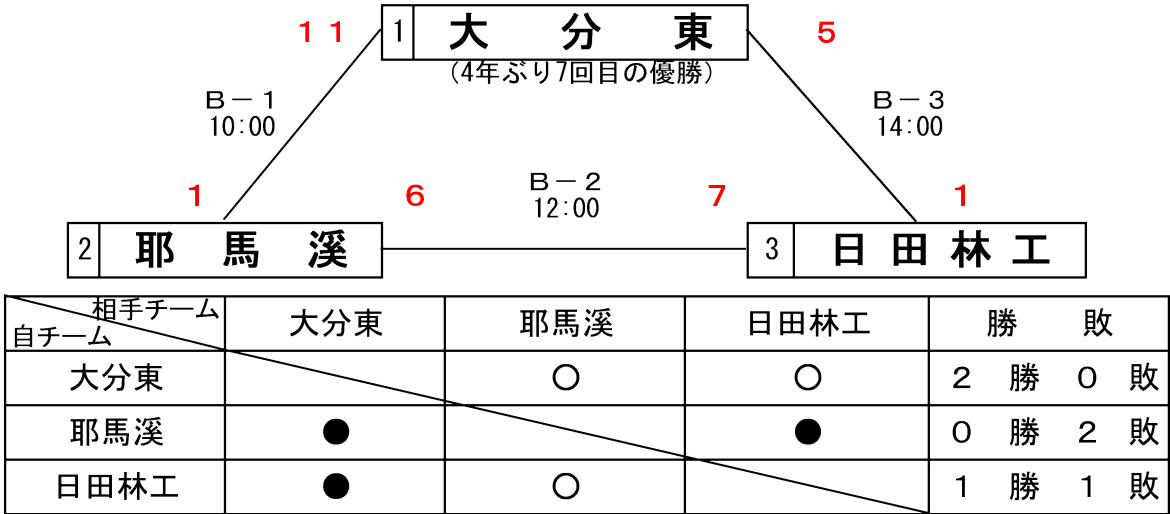 11 1 大分東 5
(4年ぶり7回目の優勝)
B-1 B-3
10:00 14:00
1 6 B-2 7 1
12:00
2 耶馬溪 3 日田林工
相手チーム
自チーム 大分東 耶馬溪 日田林工 勝敗
大分東 ○ ○ 2勝0敗
耶馬溪 ● ● 0勝2敗
日田林工 ● ○ 1勝1敗